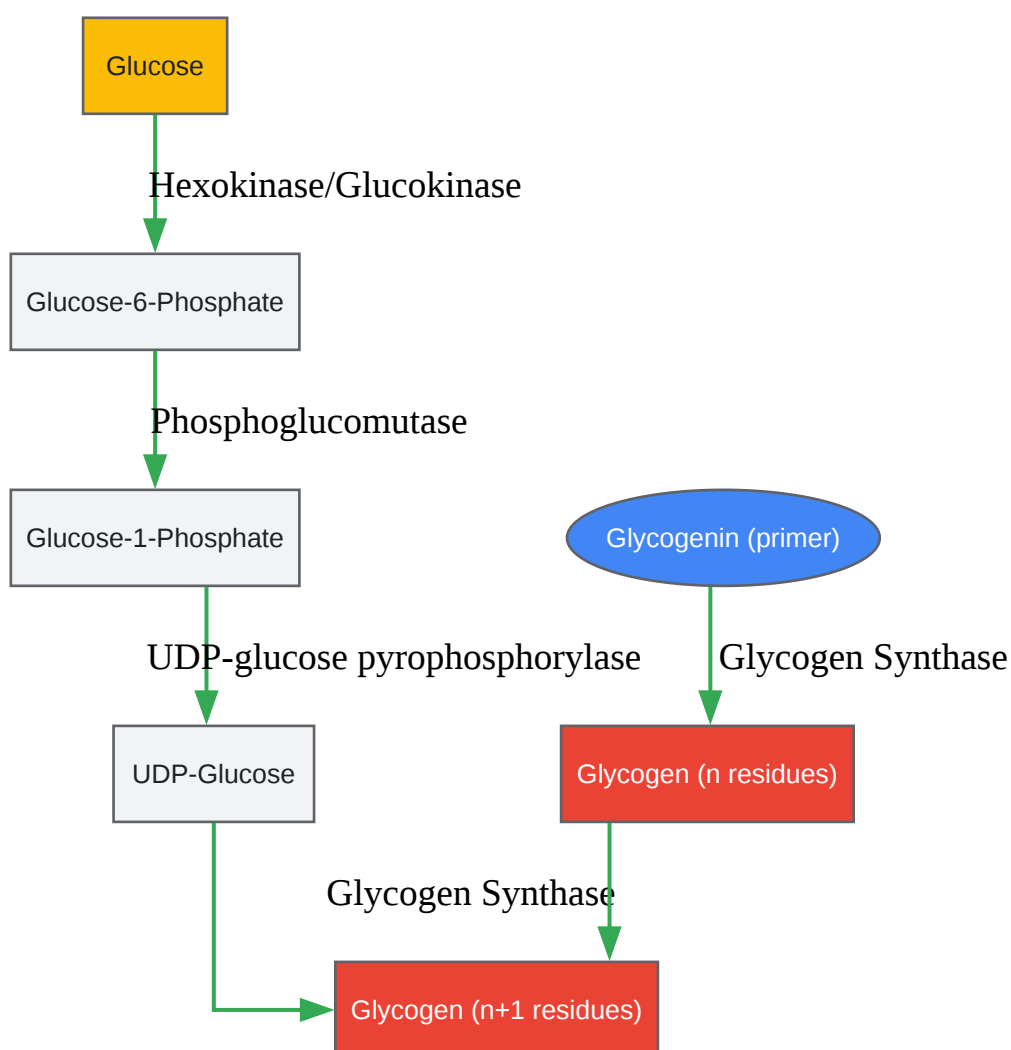 Glucose
Hexokinase/Glucokinase
Glucose-6-Phosphate
Phosphoglucomutase
Glucose-1-Phosphate
Glycogenin (primer)
UDP-glucose pyrophosphorylase
Glycogen Synthase
UDP-Glucose
Glycogen (n residues)
Glycogen Synthase
Glycogen (n+1 residues)